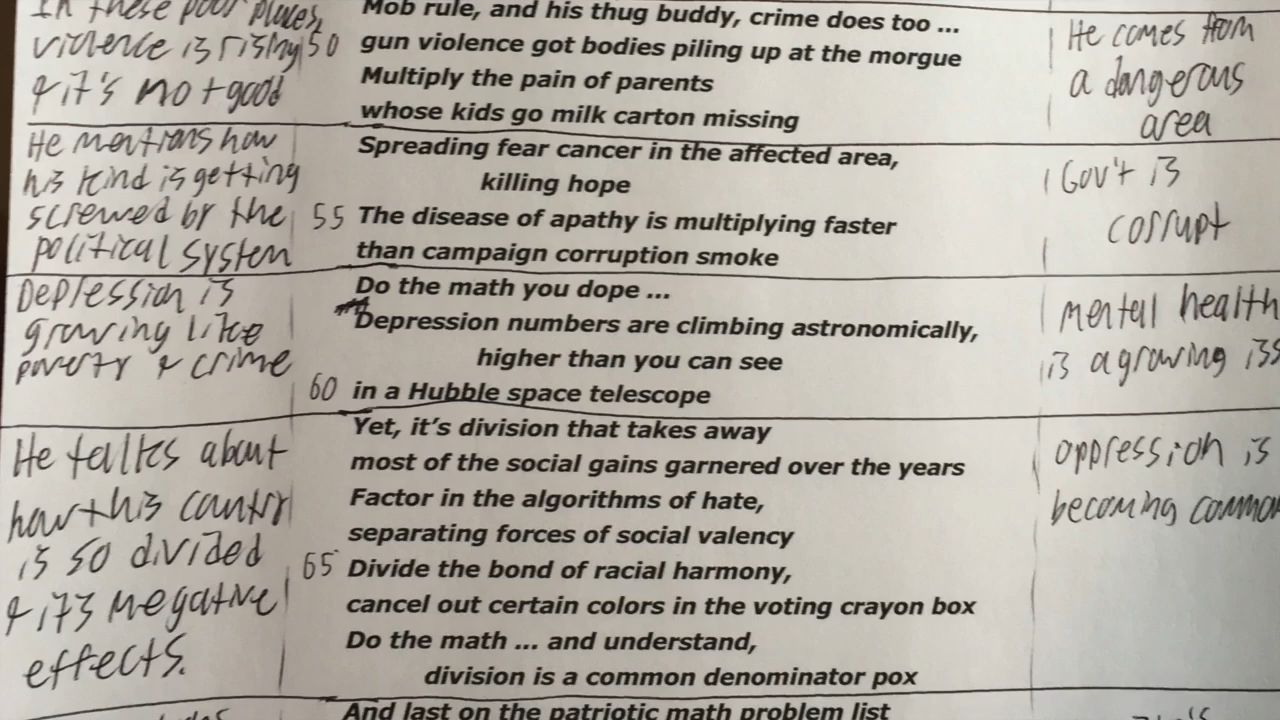 In these poor places,
violence is rising
& it's not good
50
Mob rule, and his thug buddy, crime does too ...
gun violence got bodies piling up at the morgue
Multiply the pain of parents
whose kids go milk carton missing
He comes from
a dangerous
area
He mentions how
his kind is getting
screwed by the
political system
Spreading fear cancer in the affected area,
killing hope
55 The disease of apathy is multiplying faster
than campaign corruption smoke
Gov't is
corrupt
Depression is
growing like
poverty & crime
Do the math you dope ...
Depression numbers are climbing astronomically,
higher than you can see
60 in a Hubble space telescope
mental health
is a growing iss
He talks about
how this country
is so divided
& it's negative
effects.
Yet, it's division that takes away
most of the social gains garnered over the years
Factor in the algorithms of hate,
separating forces of social valency
65 Divide the bond of racial harmony,
cancel out certain colors in the voting crayon box
Do the math ... and understand,
division is a common denominator pox
oppression is
becoming common
And last on the patriotic math problem list